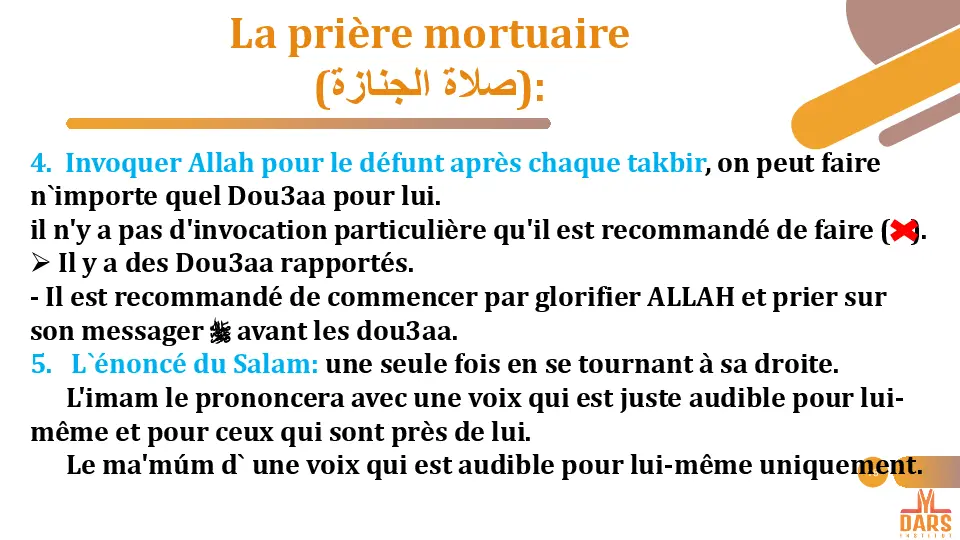 La prière mortuaire
(صلاة الجنازة):
4. Invoquer Allah pour le défunt après chaque takbir, on peut faire
n`importe quel Dou3aa pour lui.
il n'y a pas d'invocation particulière qu'il est recommandé de faire (❌).
➢ Il y a des Dou3aa rapportés.
- Il est recommandé de commencer par glorifier ALLAH et prier sur
son messager ﷺ avant les dou3aa.
5. L`énoncé du Salam: une seule fois en se tournant à sa droite.
L'imam le prononcera avec une voix qui est juste audible pour lui-
même et pour ceux qui sont près de lui.
Le ma'múm d` une voix qui est audible pour lui-même uniquement.
DARS
INSTITUT